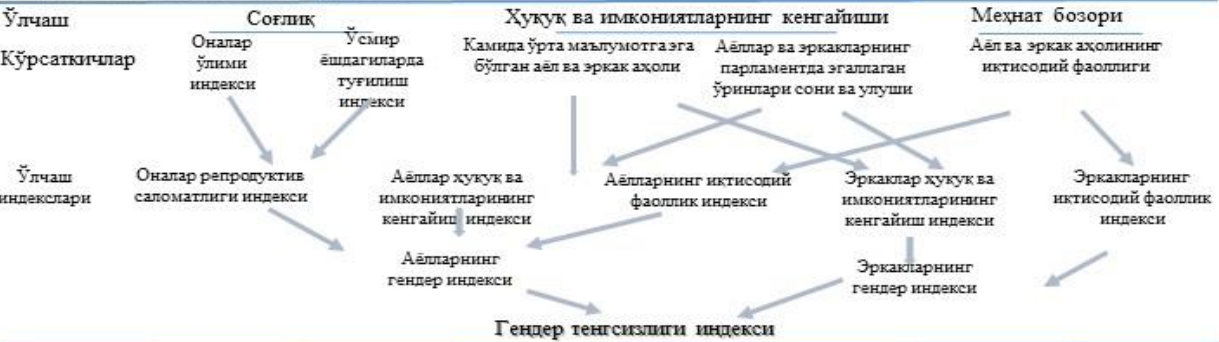 Ўлчаш
Соғлиқ
Ҳуқуқ ва имкониятларнинг кенгайиши
Меҳнат бозори
Кўрсаткичлар
Оналар
ўлими
индекси
Ўсмир
ёшдагиларда
туғилиш
индекси
Камида ўрта маълумотга эга
бўлган аёл ва эркак аҳоли
Аёллар ва эркакларнинг
парламентда эгаллаган
ўринлари сони ва улуши
Аёл ва эркак аҳолининг
иқтисодий фаоллиги
Ўлчаш
индекслари
Оналар репродуктив
саломатлиги индекси
Аёллар ҳуқуқ ва
имкониятларининг
кенгайиш индекси
Аёлларнинг иқтисодий
фаоллик индекси
Эркаклар ҳуқуқ ва
имкониятларининг
кенгайиш индекси
Эркакларнинг
иқтисодий фаоллик
индекси
Аёлларнинг
гендер индекси
Эркакларнинг
гендер индекси
Гендер тенгсизлиги индекси